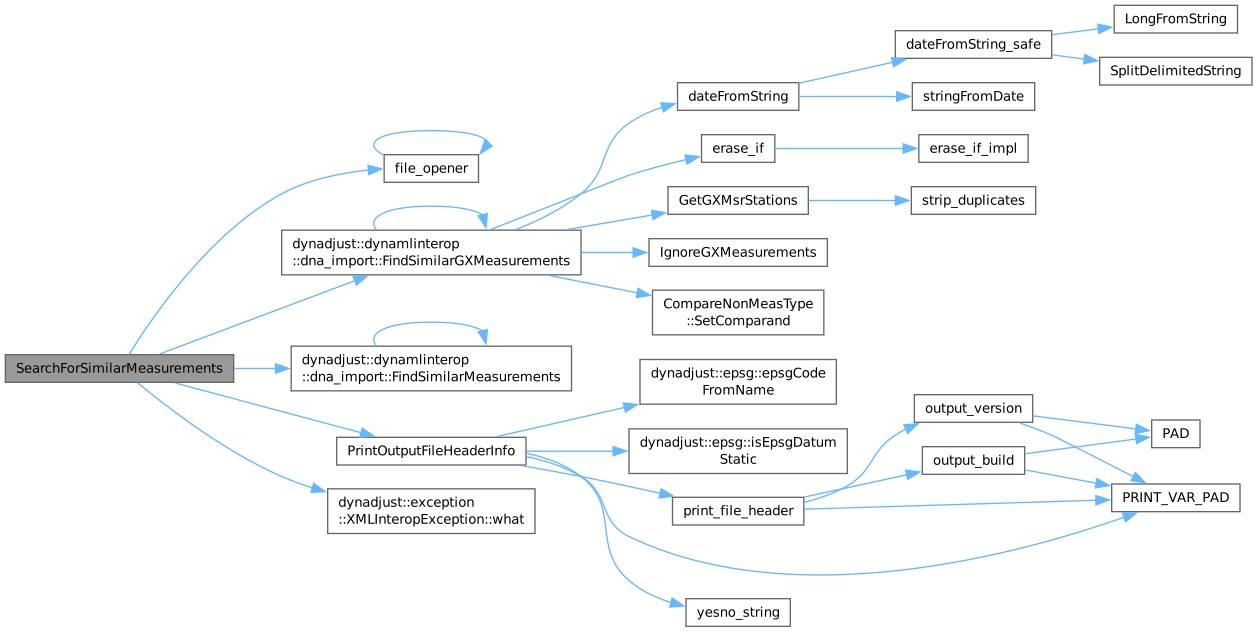 SearchForSimilarMeasurements
file_opener
dynadjust::dynamlinterop
::dna_import::FindSimilarGXMeasurements
dynadjust::dynamlinterop
::dna_import::FindSimilarMeasurements
PrintOutputFileHeaderInfo
dynadjust::exception
::XMLInteropException::what
dateFromString
erase_if
GetGXMsrStations
IgnoreGXMeasurements
CompareNonMeasType
::SetComparand
dynadjust::epsg::epsgCode
FromName
dynadjust::epsg::isEpsgDatum
Static
print_file_header
yesno_string
dateFromString_safe
stringFromDate
erase_if_impl
strip_duplicates
output_version
output_build
LongFromString
SplitDelimitedString
PAD
PRINT_VAR_PAD